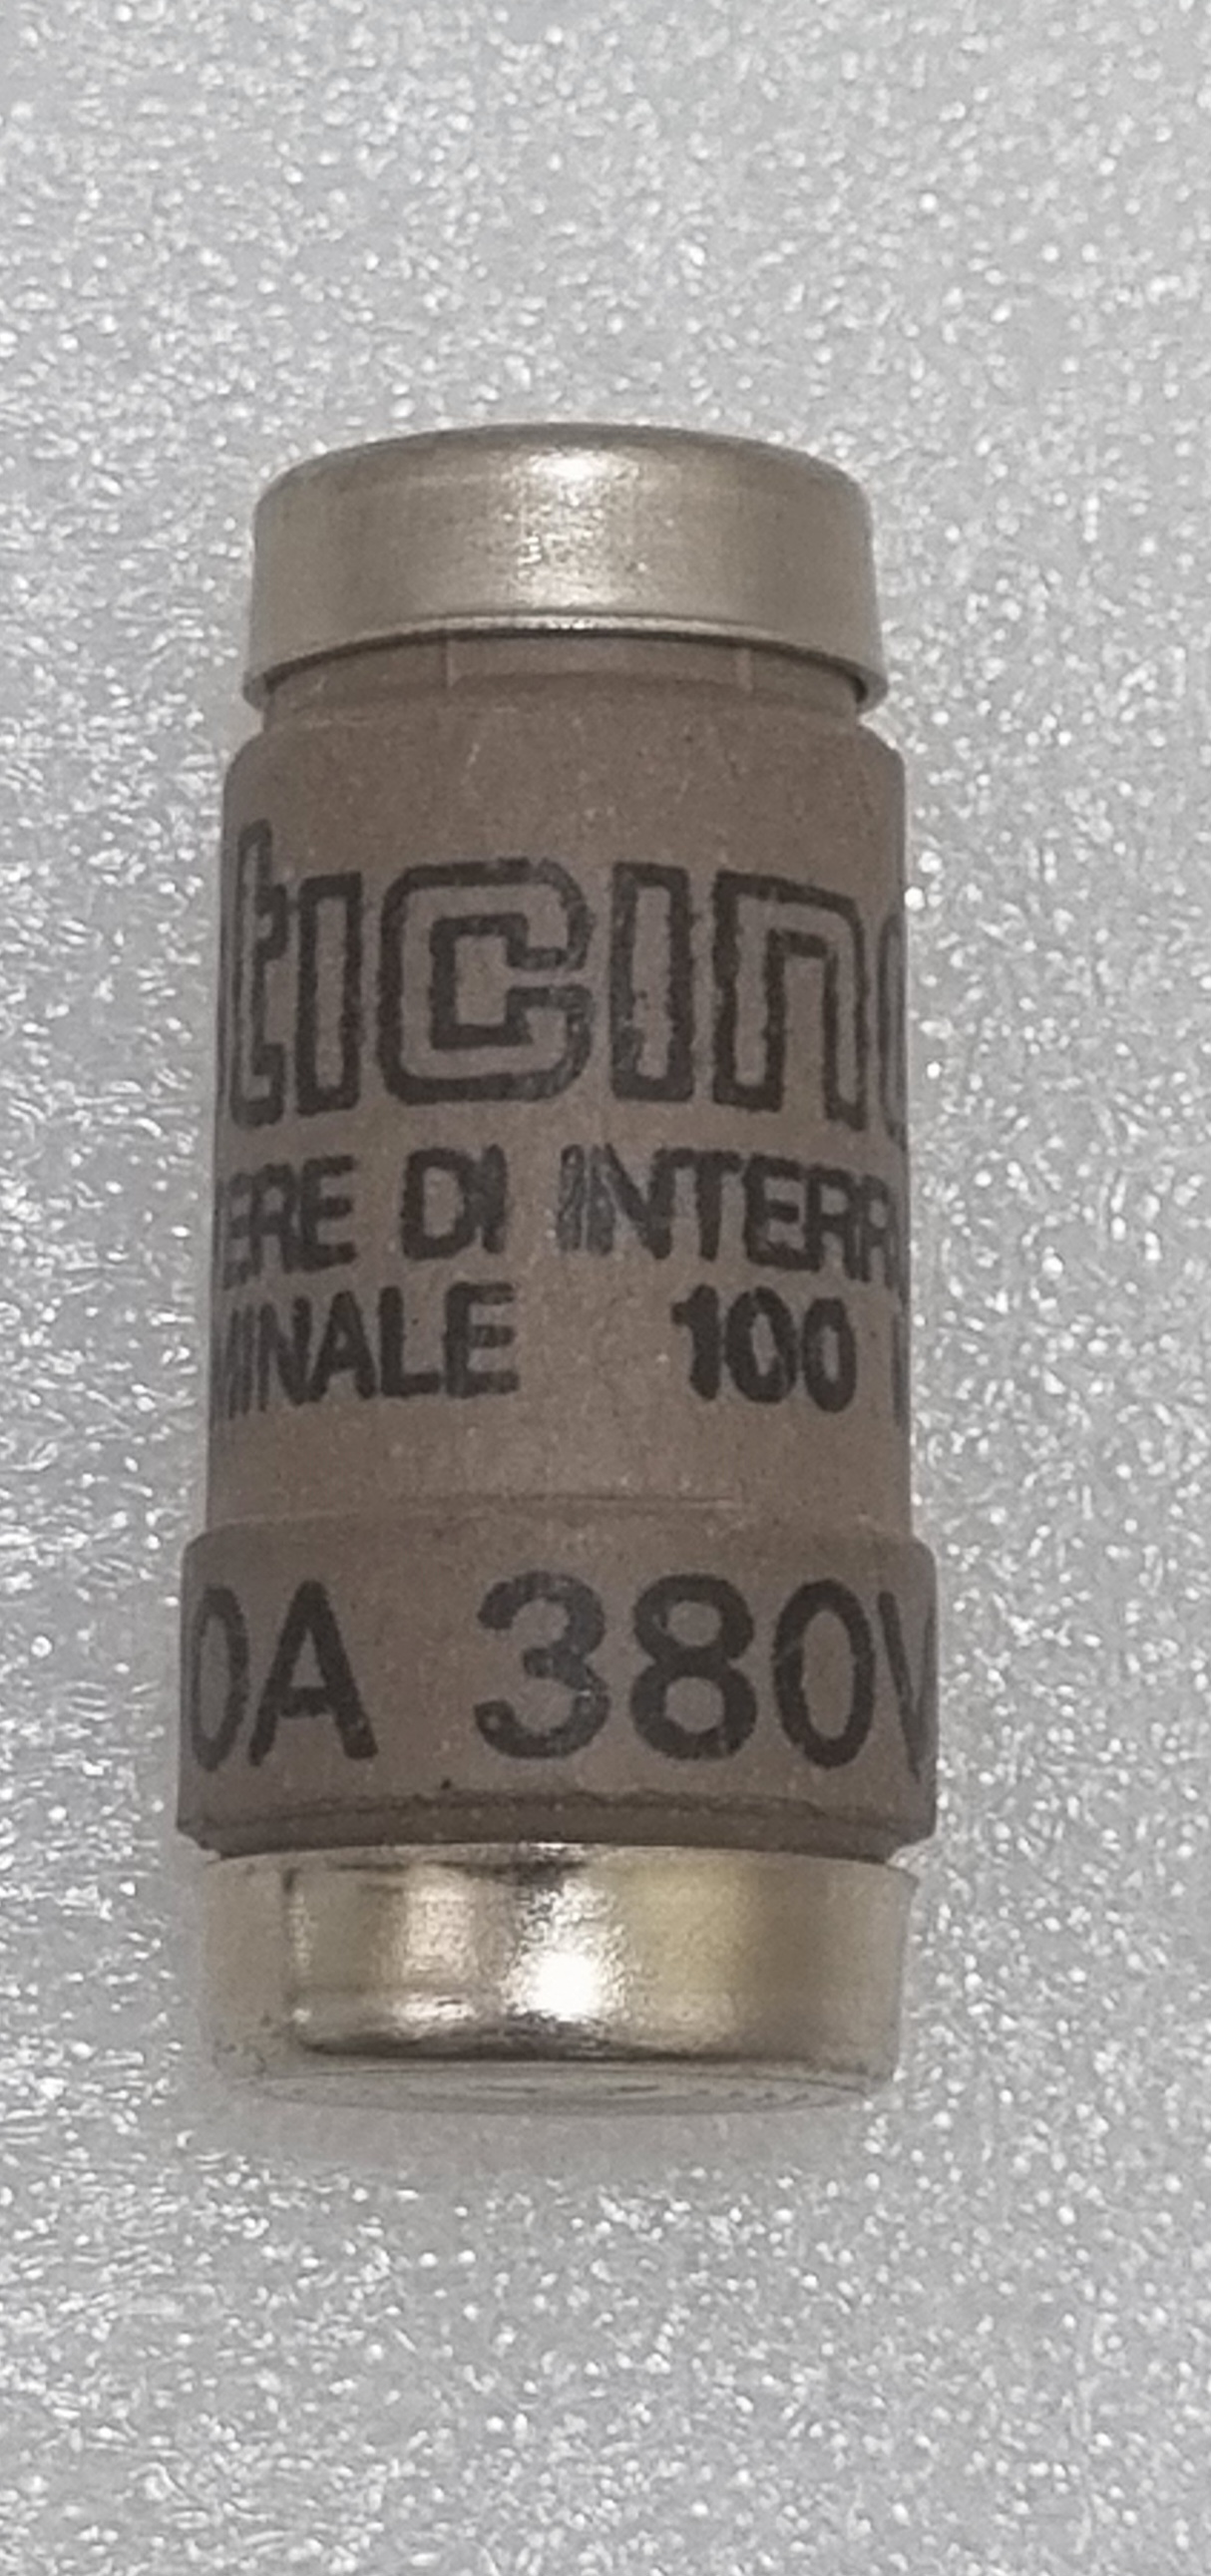 ticino
ERE DI INTERR
MINALE 100
0A 380V